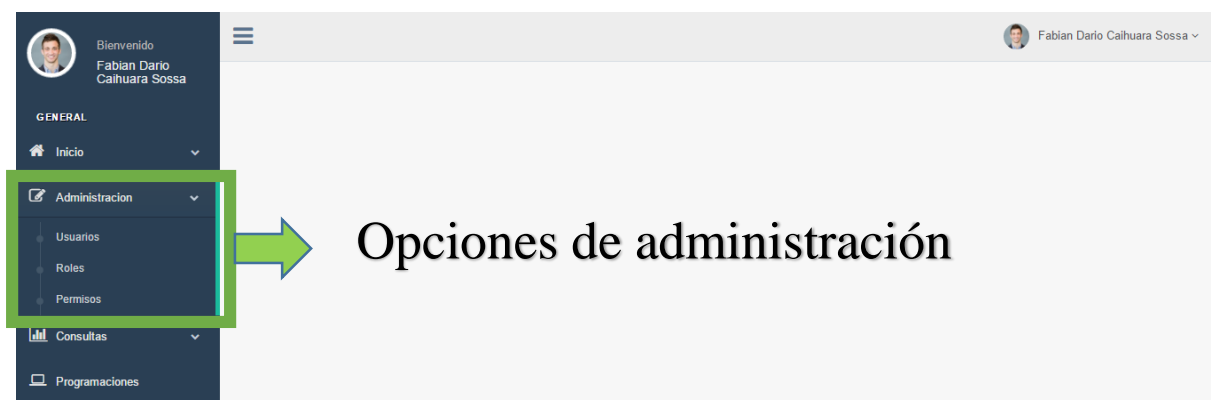 Bienvenido
Fabian Dario
Caihuara Sossa
Fabian Dario Caihuara Sossa
GENERAL
Inicio
Administracion
Usuarios
Roles
Permisos
Consultas
Programaciones
Opciones de administración